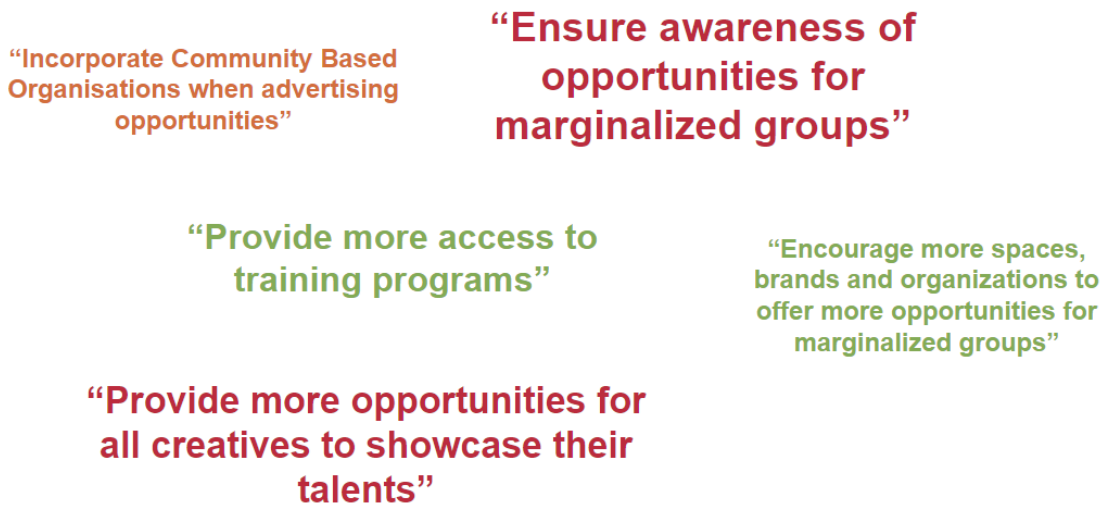 “Incorporate Community Based
Organisations when advertising
opportunities”
“Ensure awareness of
opportunities for
marginalized groups”
“Provide more access to
training programs”
“Encourage more spaces,
brands and organizations to
offer more opportunities for
marginalized groups”
“Provide more opportunities for
all creatives to showcase their
talents”